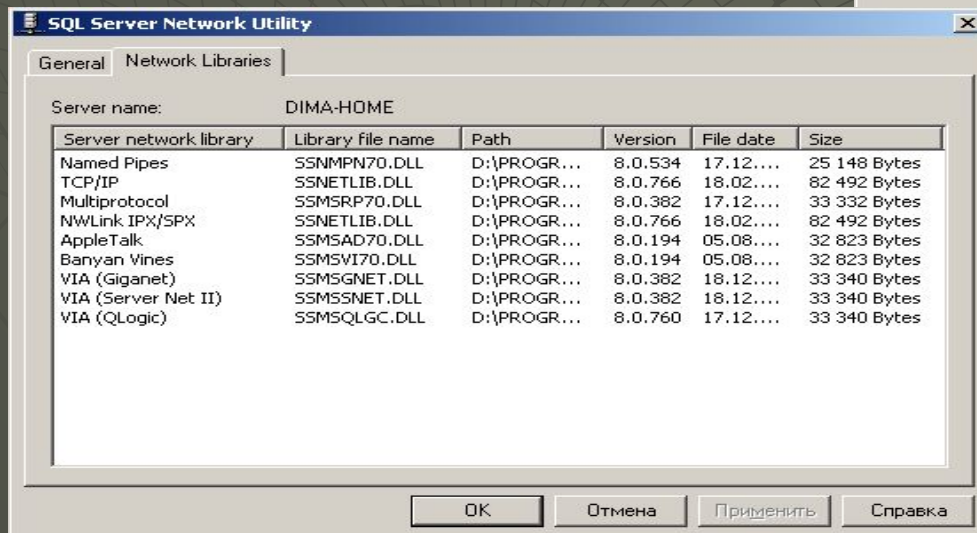 SQL Server Network Utility
General Network Libraries
Server name: DIMA-HOME
Server network library Library file name Path Version File date Size
Named Pipes SSNMPN70.DLL D:\PROGR... 8.0.534 17.12.... 25 148 Bytes
TCP/IP SSNETLIB.DLL D:\PROGR... 8.0.766 18.02.... 82 492 Bytes
Multiprotocol SSMSRP70.DLL D:\PROGR... 8.0.382 17.12.... 33 332 Bytes
NWLink IPX/SPX SSNETLIB.DLL D:\PROGR... 8.0.766 18.02.... 82 492 Bytes
AppleTalk SSMSAD70.DLL D:\PROGR... 8.0.194 05.08.... 32 823 Bytes
Banyan Vines SSMSVI70.DLL D:\PROGR... 8.0.194 05.08.... 32 823 Bytes
VIA (Giganet) SSMSGNET.DLL D:\PROGR... 8.0.382 18.12.... 33 340 Bytes
VIA (Server Net II) SSMSSNET.DLL D:\PROGR... 8.0.382 18.12.... 33 340 Bytes
VIA (QLogic) SSMSQLGC.DLL D:\PROGR... 8.0.760 17.12.... 33 340 Bytes
OK Отмена Применить Справка